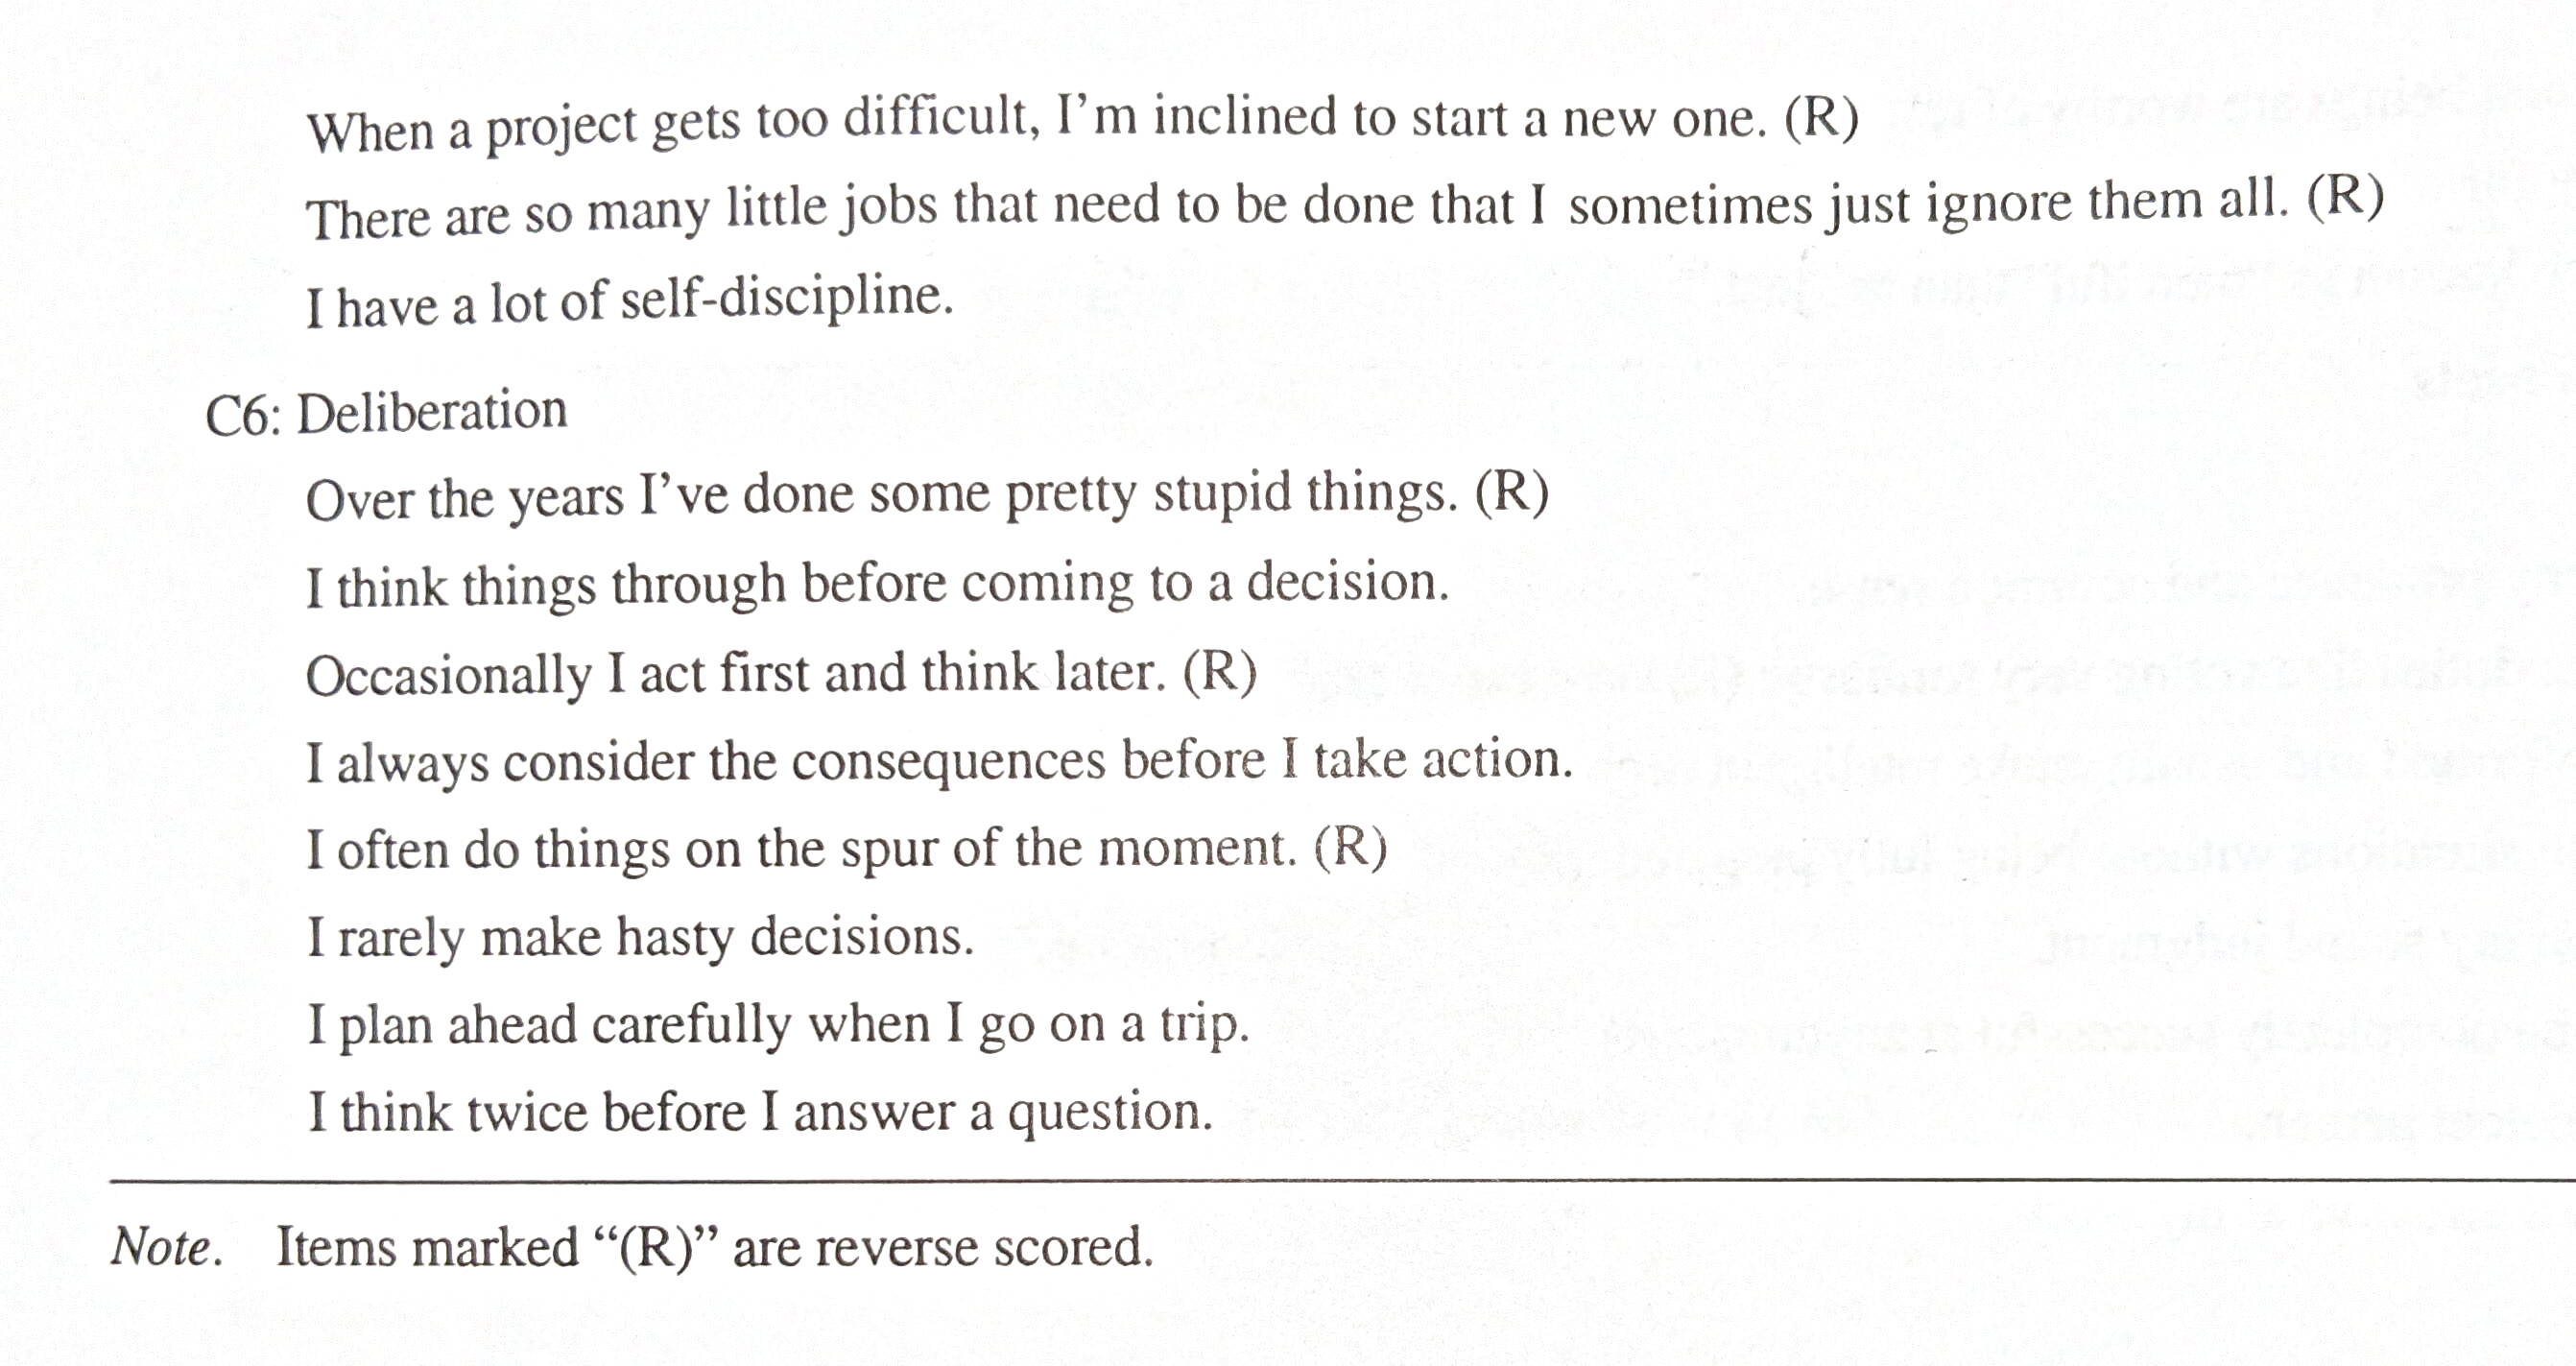 When a project gets too difficult, I'm inclined to start a new one. (R)
There are so many little jobs that need to be done that I sometimes just ignore them all. (R)
I have a lot of self-discipline.
C6: Deliberation
Over the years I've done some pretty stupid things. (R)
I think things through before coming to a decision.
Occasionally I act first and think later. (R)
I always consider the consequences before I take action.
I often do things on the spur of the moment. (R)
I rarely make hasty decisions.
I plan ahead carefully when I go on a trip.
I think twice before I answer a question.
Note. Items marked “(R)” are reverse scored.